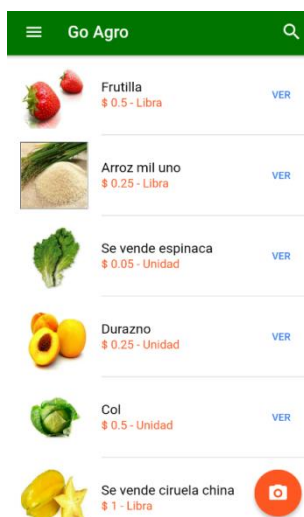 Go Agro
Frutilla
$ 0.5 - Libra
VER
Arroz mil uno
$ 0.25 - Libra
VER
Se vende espinaca
$ 0.05 - Unidad
VER
Durazno
$ 0.25 - Unidad
VER
Col
$ 0.5 - Unidad
VER
Se vende ciruela china
$ 1 - Libra